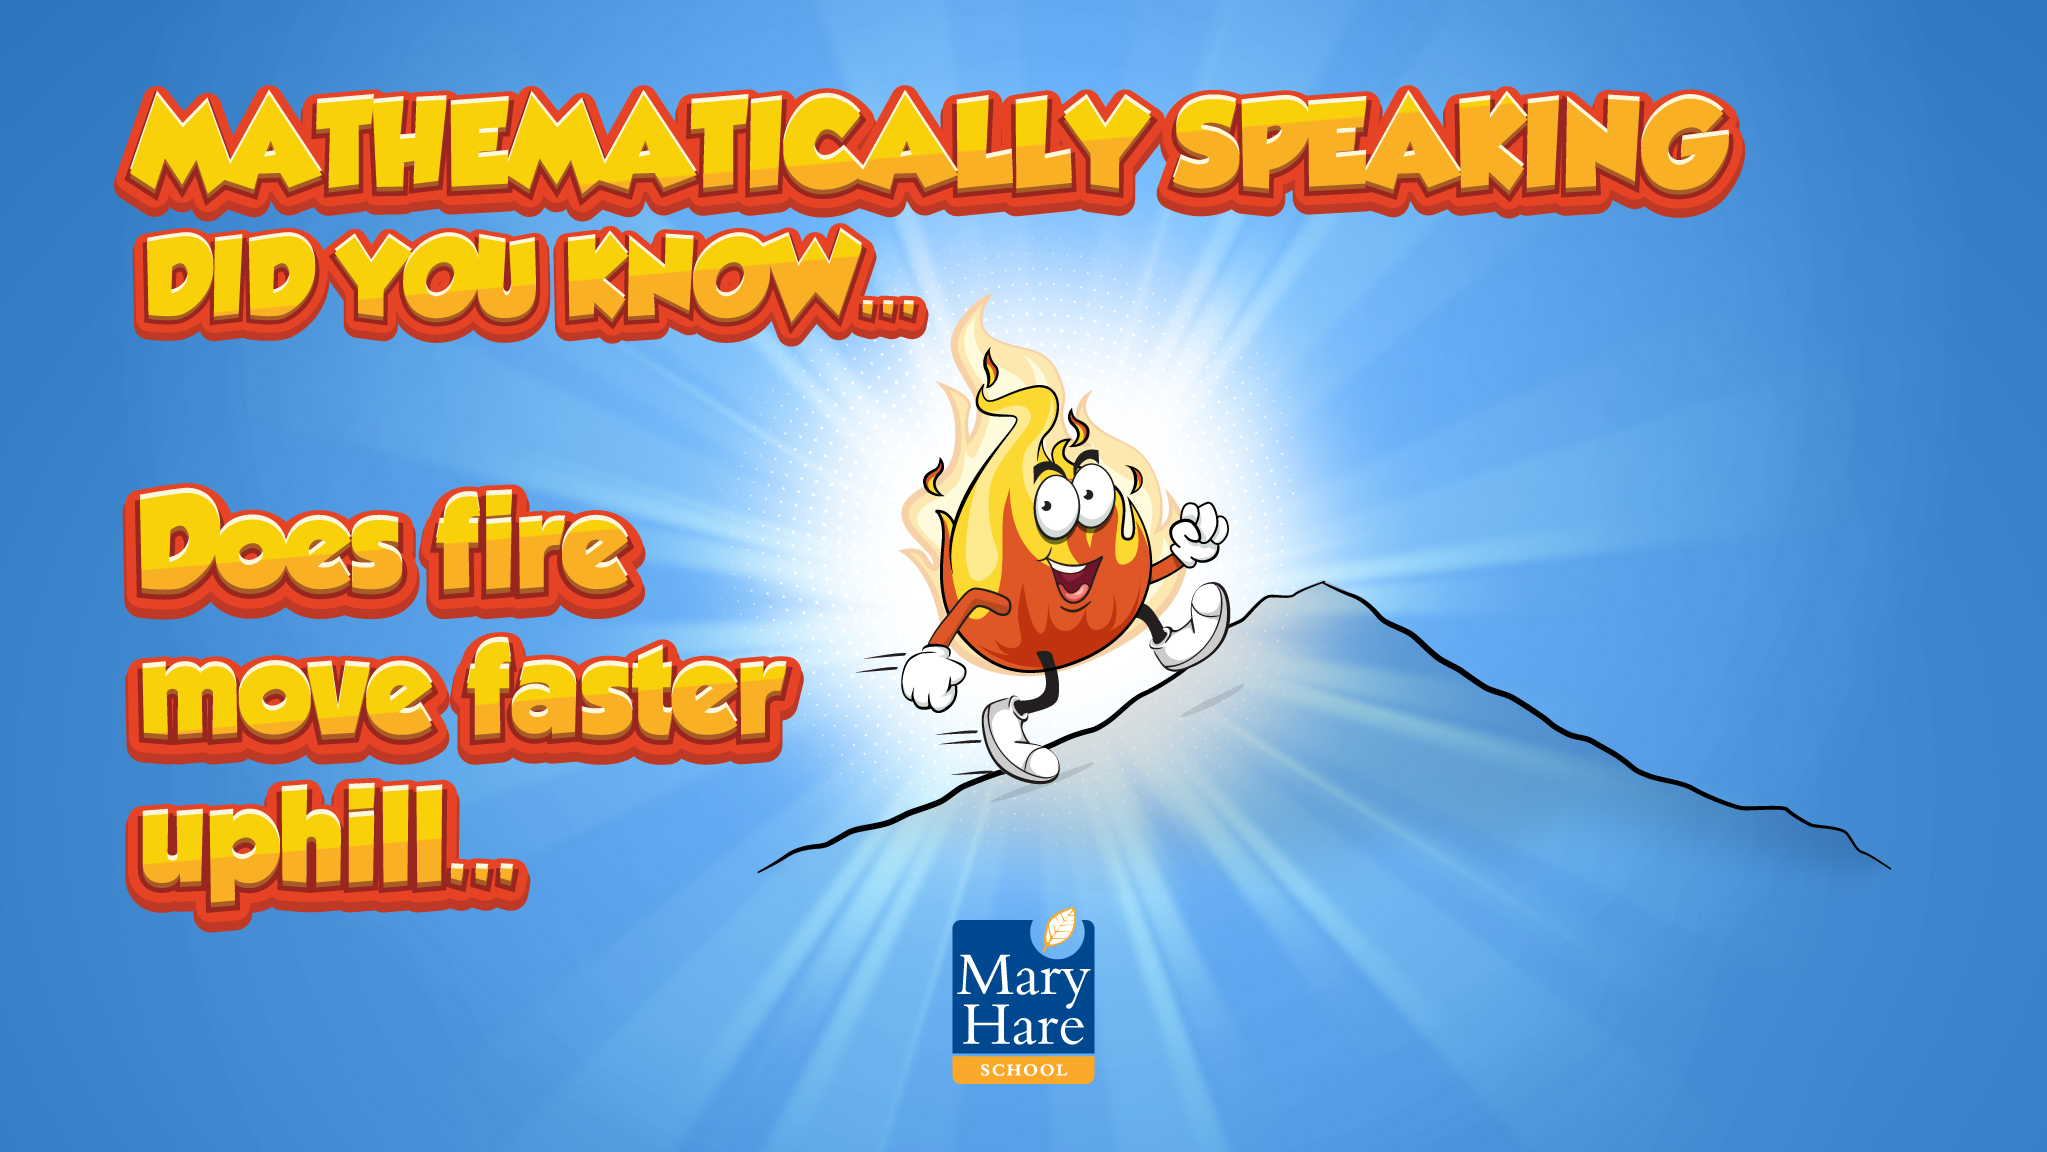 MATHEMATICALLY SPEAKING
DID YOU KNOW...
Does fire
move faster
uphill...
Mary
Hare
SCHOOL